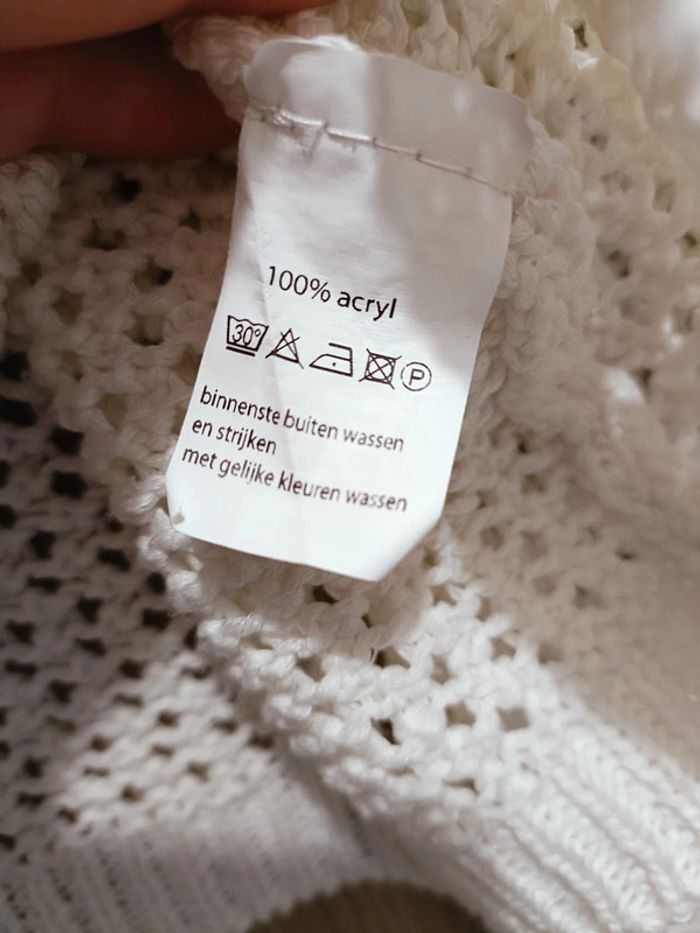 100% acryl
30° P
binnenste buiten wassen
en strijken
met gelijke kleuren wassen